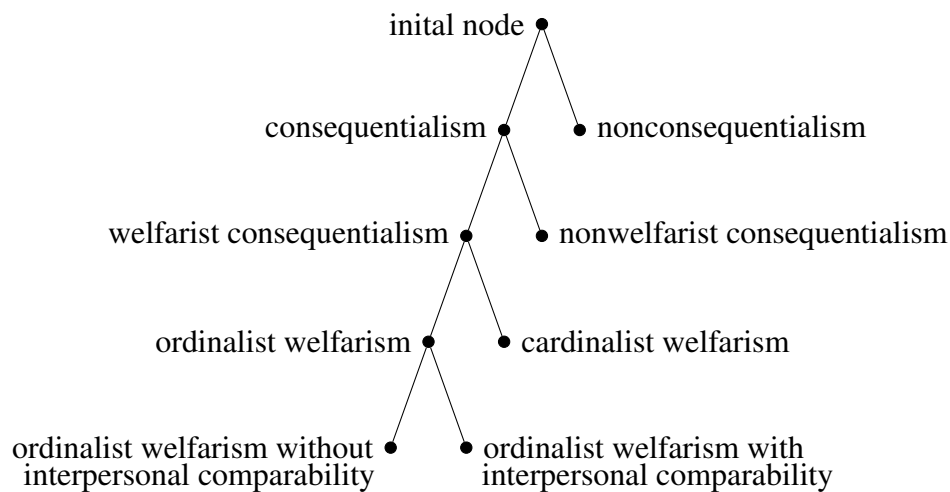 inital node
consequentialism
nonconsequentialism
welfarist consequentialism
nonwelfarist consequentialism
ordinalist welfarism
cardinalist welfarism
ordinalist welfarism without
interpersonal comparability
ordinalist welfarism with
interpersonal comparability